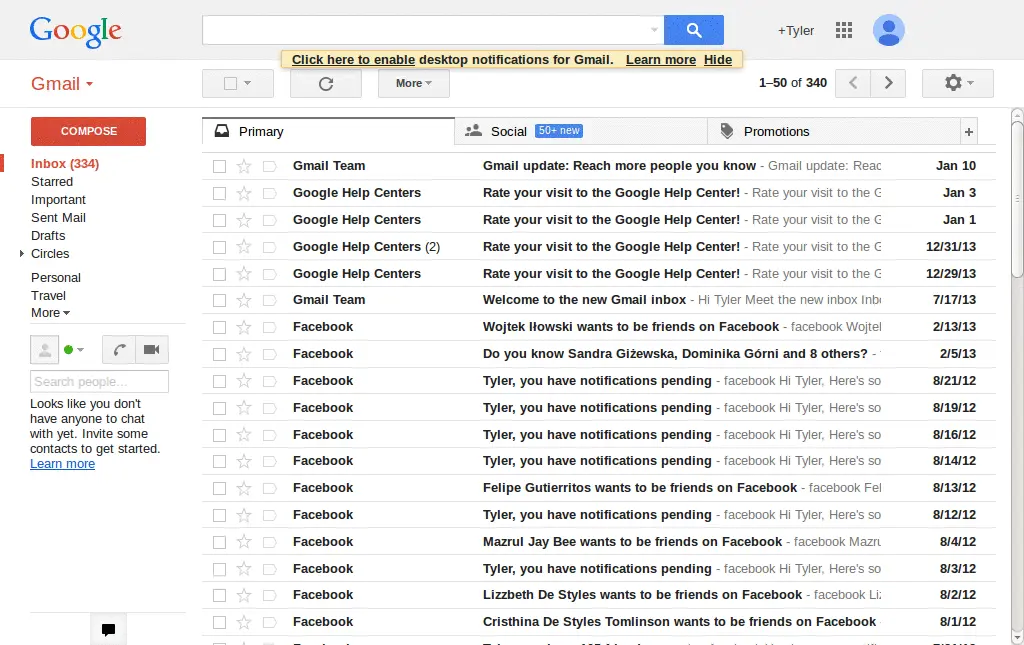 Google
+Tyler
Click here to enable desktop notifications for Gmail. Learn more Hide
Gmail
More
1–50 of 340
COMPOSE
Inbox (334)
Starred
Important
Sent Mail
Drafts
Circles
Personal
Travel
More
Search people...
Looks like you don't
have anyone to chat
with yet. Invite some
contacts to get started.
Learn more
Primary
Social 50+ new
Promotions
+
Gmail Team Gmail update: Reach more people you know - Gmail update: Reac Jan 10
Google Help Centers Rate your visit to the Google Help Center! - Rate your visit to the G Jan 3
Google Help Centers Rate your visit to the Google Help Center! - Rate your visit to the G Jan 1
Google Help Centers (2) Rate your visit to the Google Help Center! - Rate your visit to the G 12/31/13
Google Help Centers Rate your visit to the Google Help Center! - Rate your visit to the G 12/29/13
Gmail Team Welcome to the new Gmail inbox - Hi Tyler Meet the new inbox Inbo 7/17/13
Facebook Wojtek Iłowski wants to be friends on Facebook - facebook Wojtek 2/13/13
Facebook Do you know Sandra Giżewska, Dominika Górni and 8 others? - 2/5/13
Facebook Tyler, you have notifications pending - facebook Hi Tyler, Here's so 8/21/12
Facebook Tyler, you have notifications pending - facebook Hi Tyler, Here's so 8/19/12
Facebook Tyler, you have notifications pending - facebook Hi Tyler, Here's so 8/16/12
Facebook Tyler, you have notifications pending - facebook Hi Tyler, Here's so 8/14/12
Facebook Felipe Gutierritos wants to be friends on Facebook - facebook Fel 8/13/12
Facebook Tyler, you have notifications pending - facebook Hi Tyler, Here's so 8/12/12
Facebook Mazrul Jay Bee wants to be friends on Facebook - facebook Mazru 8/4/12
Facebook Tyler, you have notifications pending - facebook Hi Tyler, Here's so 8/3/12
Facebook Lizzbeth De Styles wants to be friends on Facebook - facebook Liz 8/2/12
Facebook Cristhina De Styles Tomlinson wants to be friends on Facebook 8/1/12